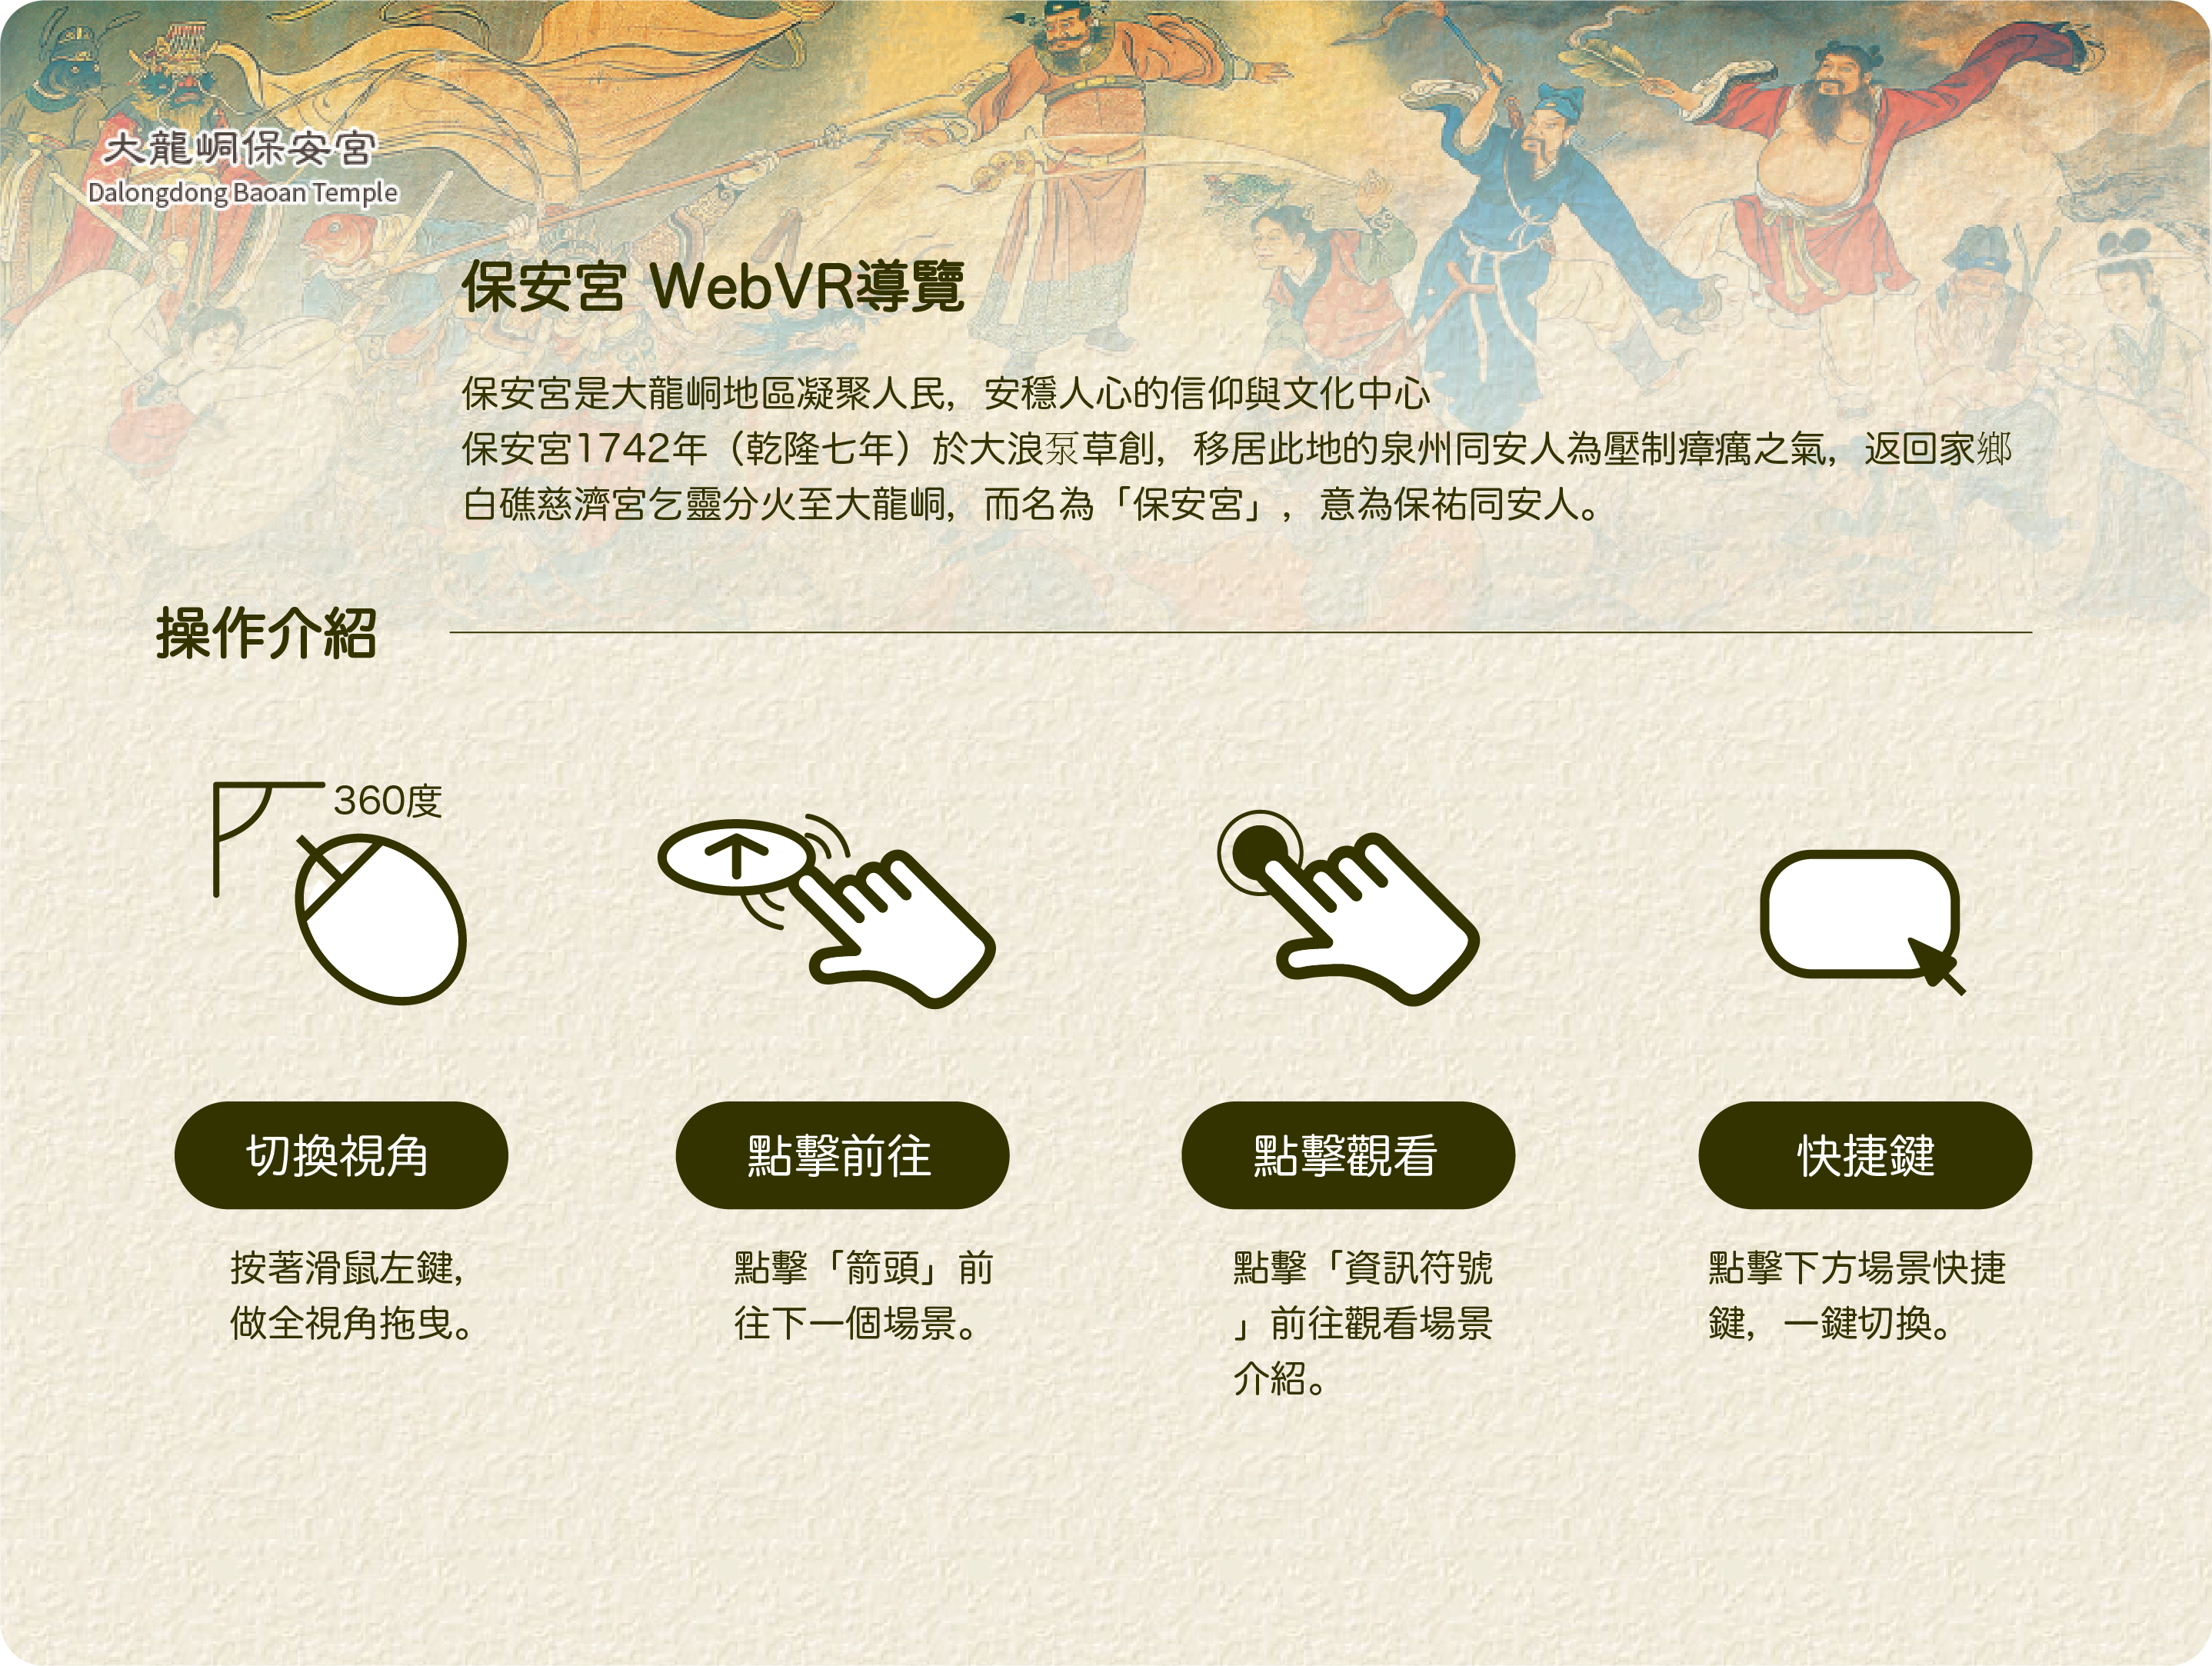 大龍峒保安宮
Dalongdong Baoan Temple
保安宮 WebVR導覽
保安宮是大龍峒地區凝聚人民，安穩人心的信仰與文化中心
保安宮1742年（乾隆七年）於大浪泵草創，移居此地的泉州同安人為壓制瘴癘之氣，返回家鄉
白礁慈濟宮乞靈分火至大龍峒，而名為「保安宮」，意為保祐同安人。
操作介紹
360度
切換視角
點擊前往
點擊觀看
快捷鍵
按著滑鼠左鍵，
做全視角拖曳。
點擊「箭頭」前
往下一個場景。
點擊「資訊符號
」前往觀看場景
介紹。
點擊下方場景快捷
鍵，一鍵切換。